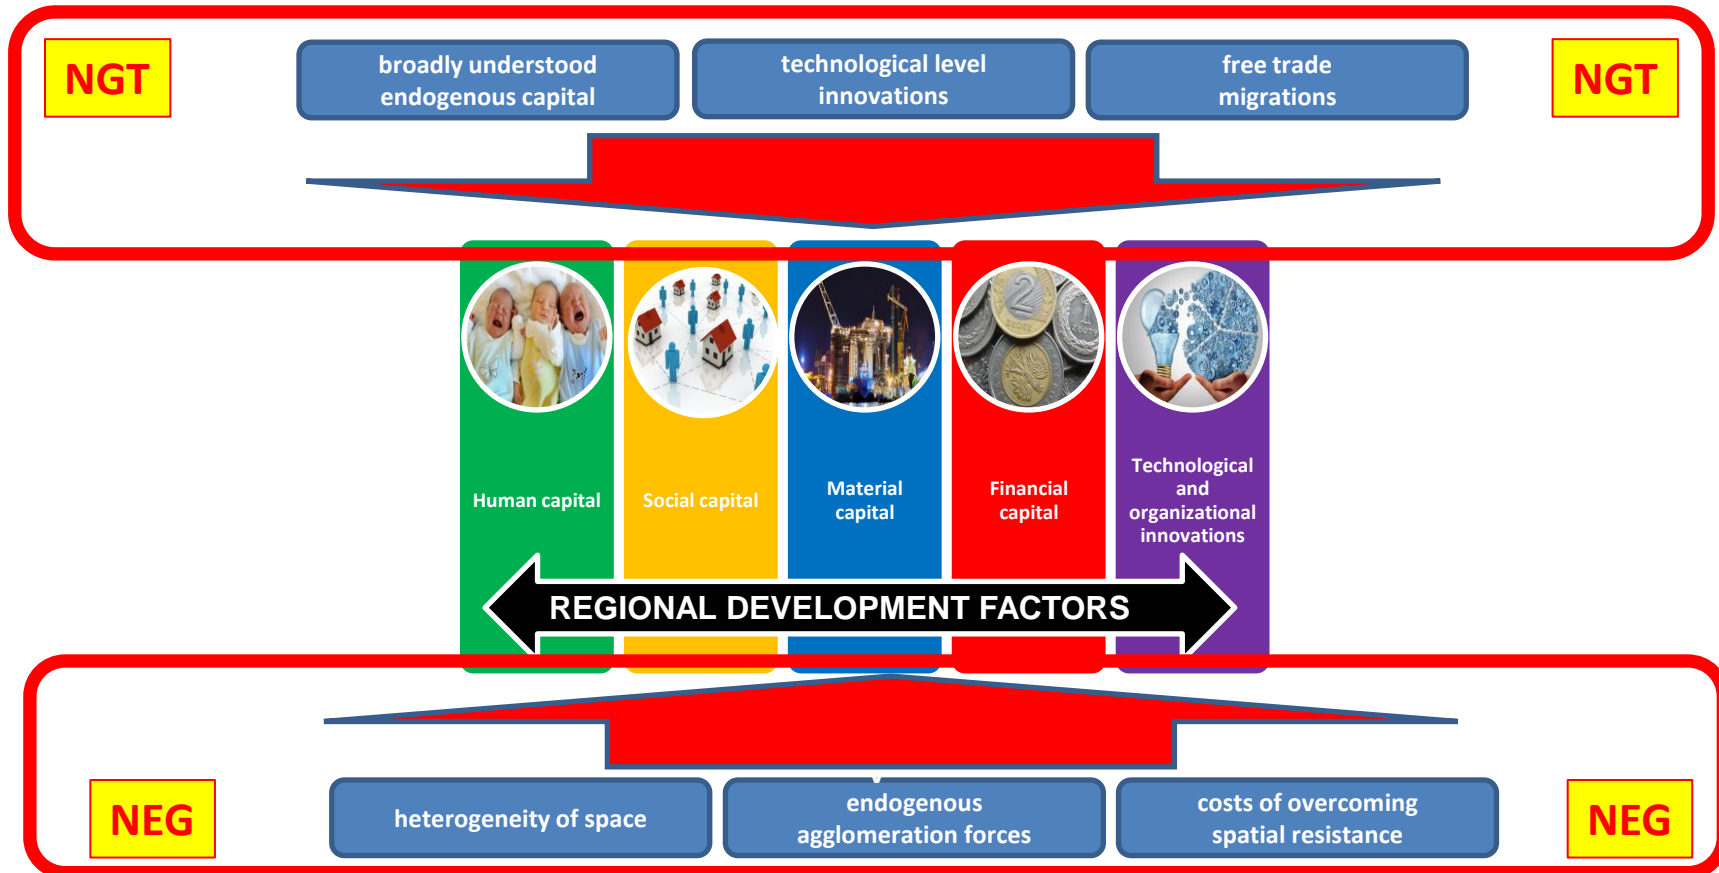 NGT
broadly understood
endogenous capital
technological level
innovations
free trade
migrations
NGT
Human capital
Social capital
Material
capital
Financial
capital
Technological
and
organizational
innovations
REGIONAL DEVELOPMENT FACTORS
NEG
heterogeneity of space
endogenous
agglomeration forces
costs of overcoming
spatial resistance
NEG